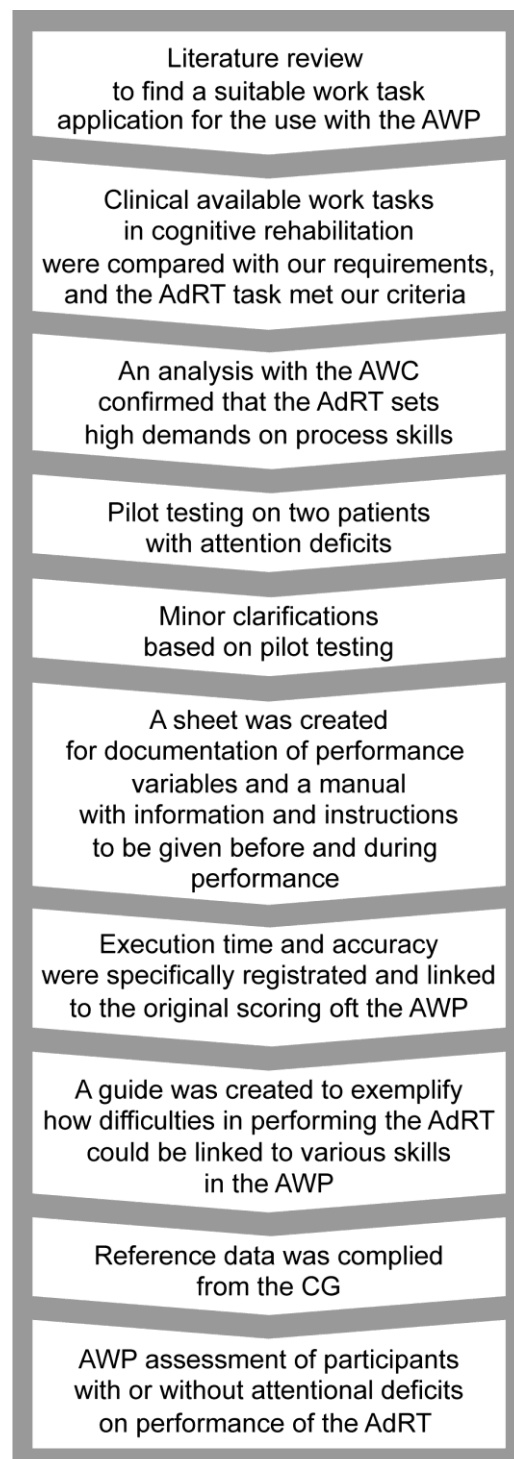 Literature review
to find a suitable work task
application for the use with the AWP
Clinical available work tasks
in cognitive rehabilitation
were compared with our requirements,
and the AdRT task met our criteria
An analysis with the AWC
confirmed that the AdRT sets
high demands on process skills
Pilot testing on two patients
with attention deficits
Minor clarifications
based on pilot testing
A sheet was created
for documentation of performance
variables and a manual
with information and instructions
to be given before and during
performance
Execution time and accuracy
were specifically registrated and linked
to the original scoring oft the AWP
A guide was created to exemplify
how difficulties in performing the AdRT
could be linked to various skills
in the AWP
Reference data was complied
from the CG
AWP assessment of participants
with or without attentional deficits
on performance of the AdRT